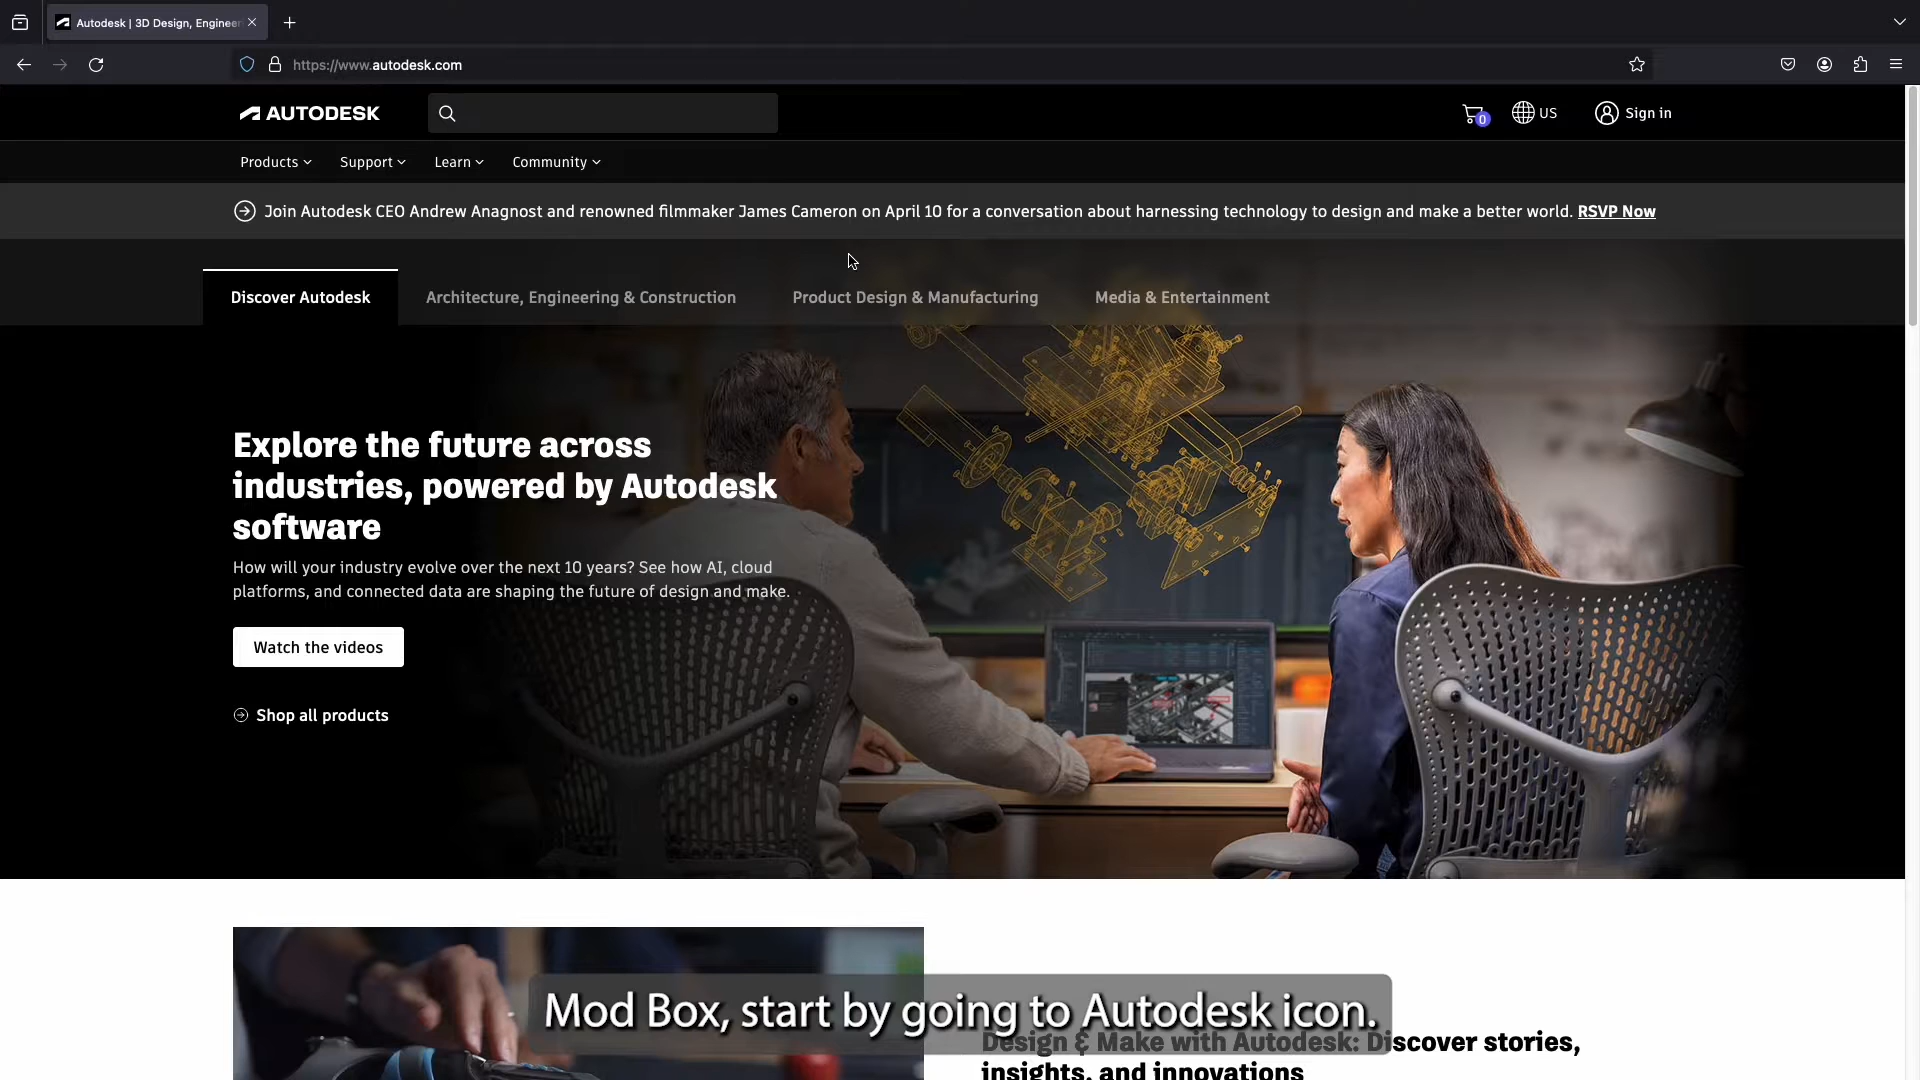 Autodesk | 3D Design, Engineer
https://www.autodesk.com
AUTODESK
0
US
Sign in
Products
Support
Learn
Community
Join Autodesk CEO Andrew Anagnost and renowned filmmaker James Cameron on April 10 for a conversation about harnessing technology to design and make a better world. RSVP Now
Discover Autodesk
Architecture, Engineering & Construction
Product Design & Manufacturing
Media & Entertainment
Explore the future across
industries, powered by Autodesk
software
How will your industry evolve over the next 10 years? See how AI, cloud
platforms, and connected data are shaping the future of design and make.
Watch the videos
Shop all products
Mod Box, start by going to Autodesk icon.
Design & Make with Autodesk: Discover stories,
insights, and innovations